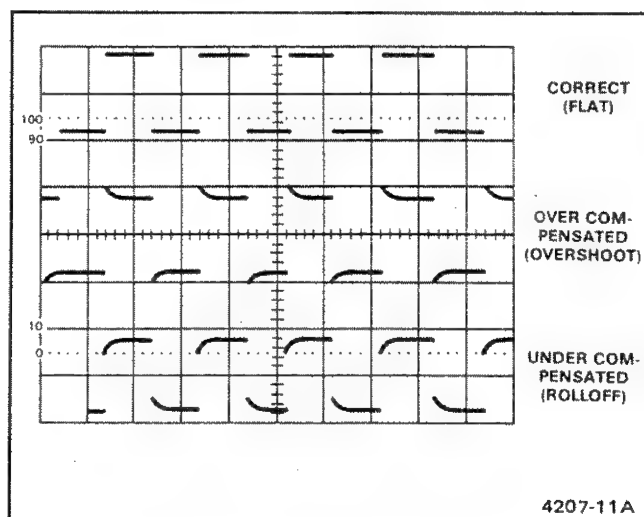 CORRECT
(FLAT)
100
90
OVER COM-
PENSATED
(OVERSHOOT)
10
0
UNDER COM-
PENSATED
(ROLLOFF)
4207-11A